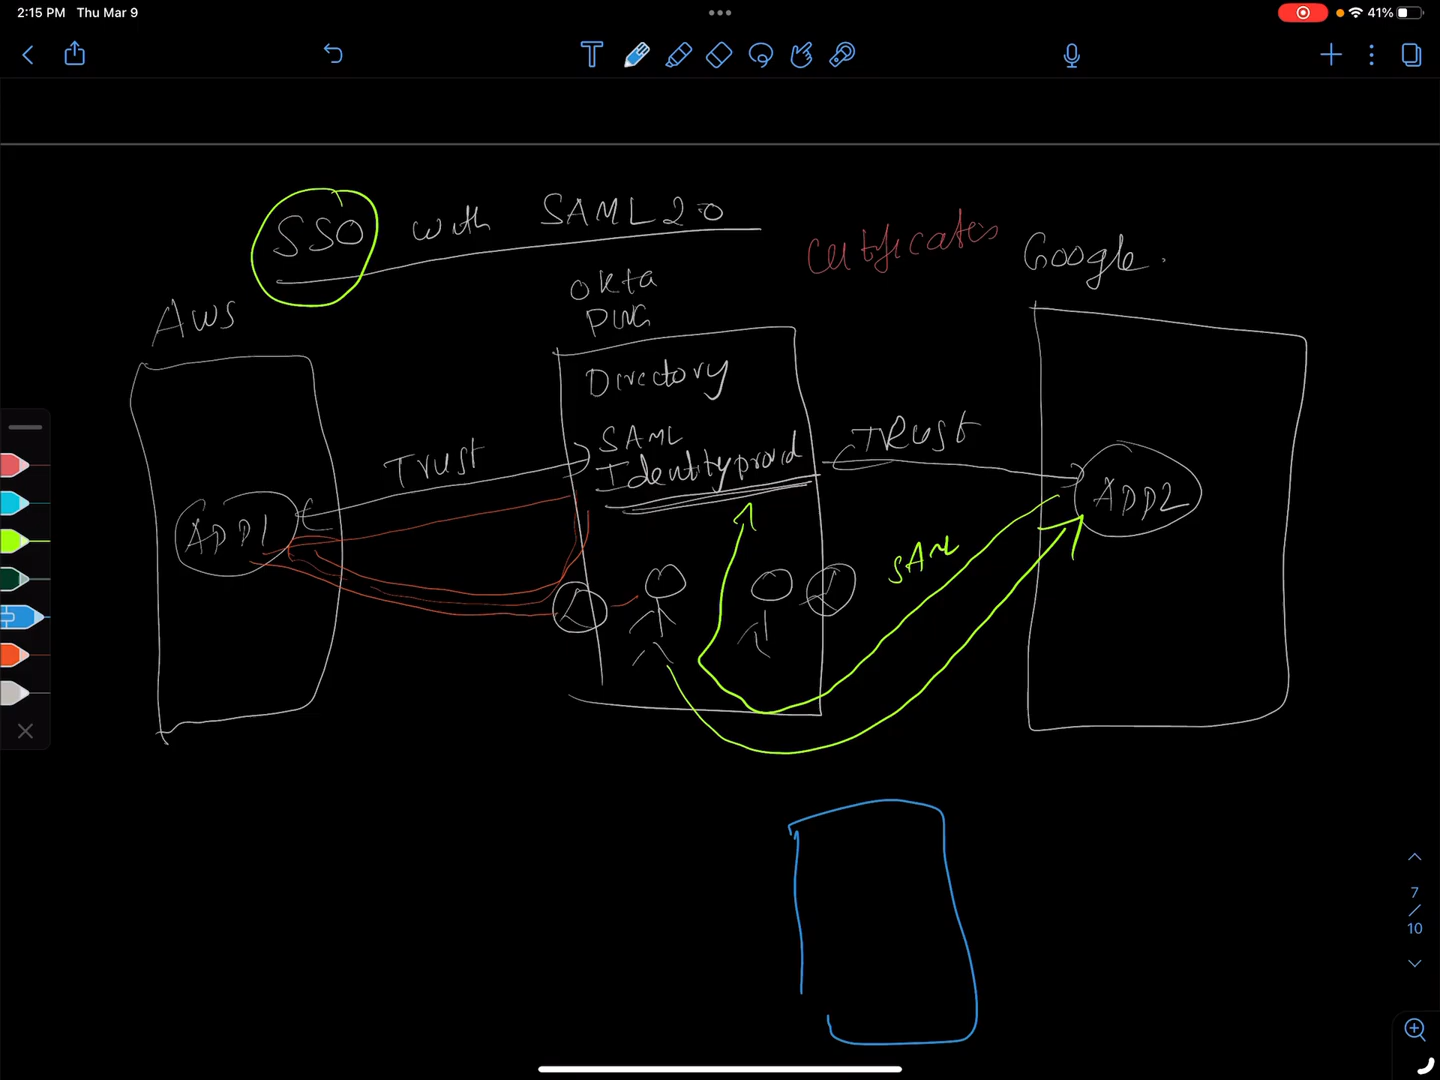 2:15 PM Thu Mar 9
41%
SSO with SAML 2.0
Certificates
Google.
Okta
PING
AWS
Directory
SAML
Identity provid
Trust
TRUST
APP1
APP2
SAML
7
/
10